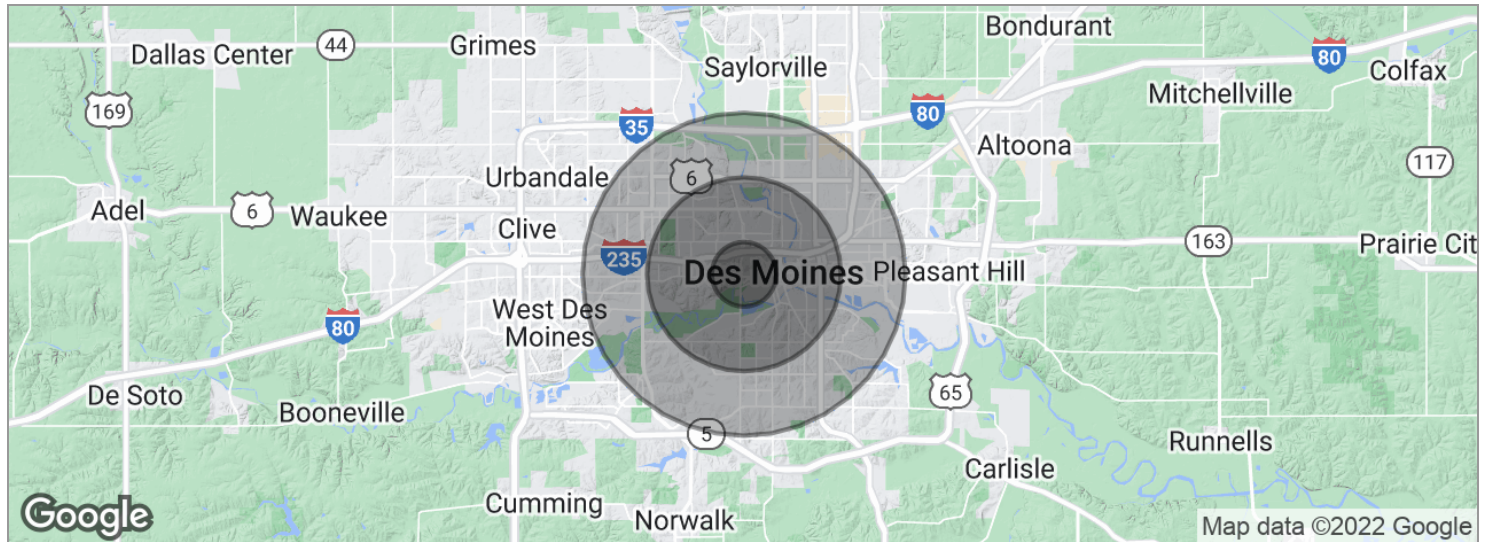 Bondurant
Dallas Center
44
Grimes
80
Colfax
Saylorville
Mitchellville
169
35
80
Altoona
117
Urbandale
6
Adel
6
Waukee
Clive
163
Prairie Cit
235
Des Moines
Pleasant Hill
West Des
Moines
80
De Soto
65
Booneville
5
Runnells
Carlisle
Cumming
Norwalk
Google
Map data ©2022 Google